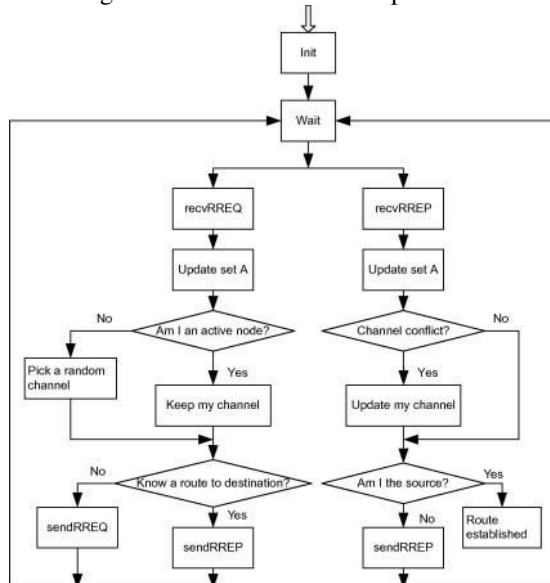 Init
Wait
recvRREQ
recvRREP
Update set A
Update set A
No
Am I an active node?
Channel conflict?
No
Pick a random
channel
Yes
Keep my channel
Yes
Update my channel
No
Know a route to destination?
Am I the source?
Yes
sendRREQ
Yes
sendRREP
No
sendRREP
Route
established